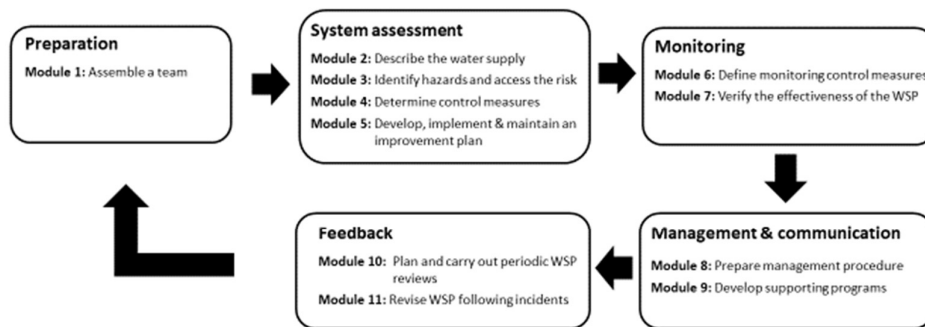 Preparation
Module 1: Assemble a team
System assessment
Module 2: Describe the water supply
Module 3: Identify hazards and access the risk
Module 4: Determine control measures
Module 5: Develop, implement & maintain an
improvement plan
Monitoring
Module 6: Define monitoring control measures
Module 7: Verify the effectiveness of the WSP
Management & communication
Module 8: Prepare management procedure
Module 9: Develop supporting programs
Feedback
Module 10: Plan and carry out periodic WSP
reviews
Module 11: Revise WSP following incidents